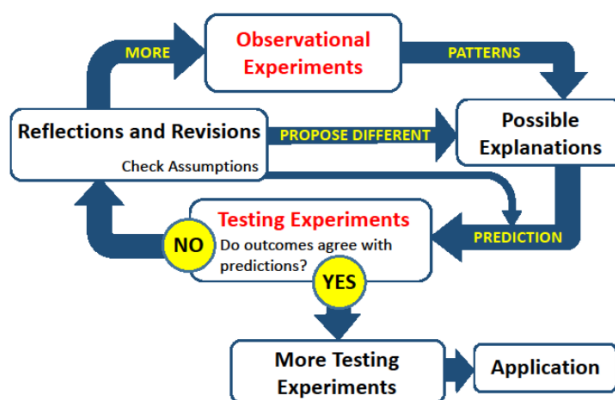 Observational
Experiments
MORE
PATTERNS
Reflections and Revisions
Check Assumptions
PROPOSE DIFFERENT
Possible
Explanations
Testing Experiments
Do outcomes agree with
predictions?
NO
PREDICTION
YES
More Testing
Experiments
Application